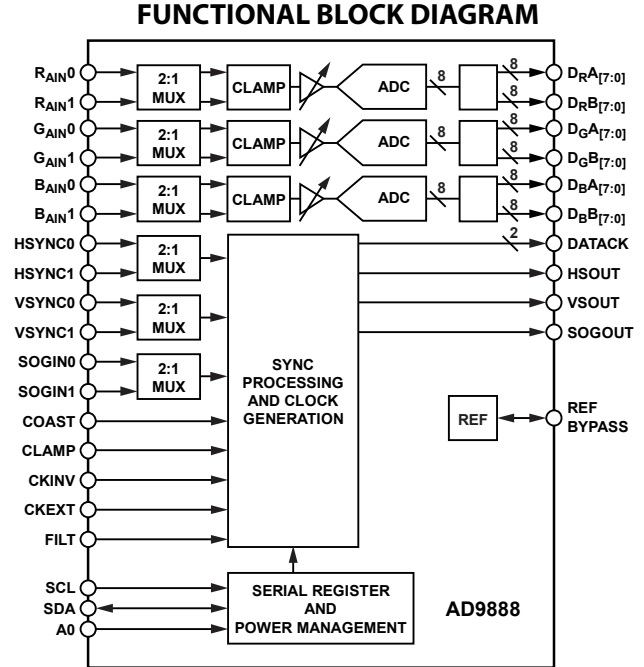 FUNCTIONAL BLOCK DIAGRAM
RAIN0
RAIN1
2:1
MUX
CLAMP
ADC
8
8
8
DRA[7:0]
DRB[7:0]
GAIN0
GAIN1
2:1
MUX
CLAMP
ADC
8
8
8
DGA[7:0]
DGB[7:0]
BAIN0
BAIN1
2:1
MUX
CLAMP
ADC
8
8
8
DBA[7:0]
DBB[7:0]
HSYNC0
HSYNC1
2:1
MUX
VSYNC0
VSYNC1
2:1
MUX
SOGIN0
SOGIN1
2:1
MUX
COAST
CLAMP
CKINV
CKEXT
FILT
SYNC
PROCESSING
AND CLOCK
GENERATION
2
DATACK
HSOUT
VSOUT
SOGOUT
REF
REF
BYPASS
SCL
SDA
A0
SERIAL REGISTER
AND
POWER MANAGEMENT
AD9888